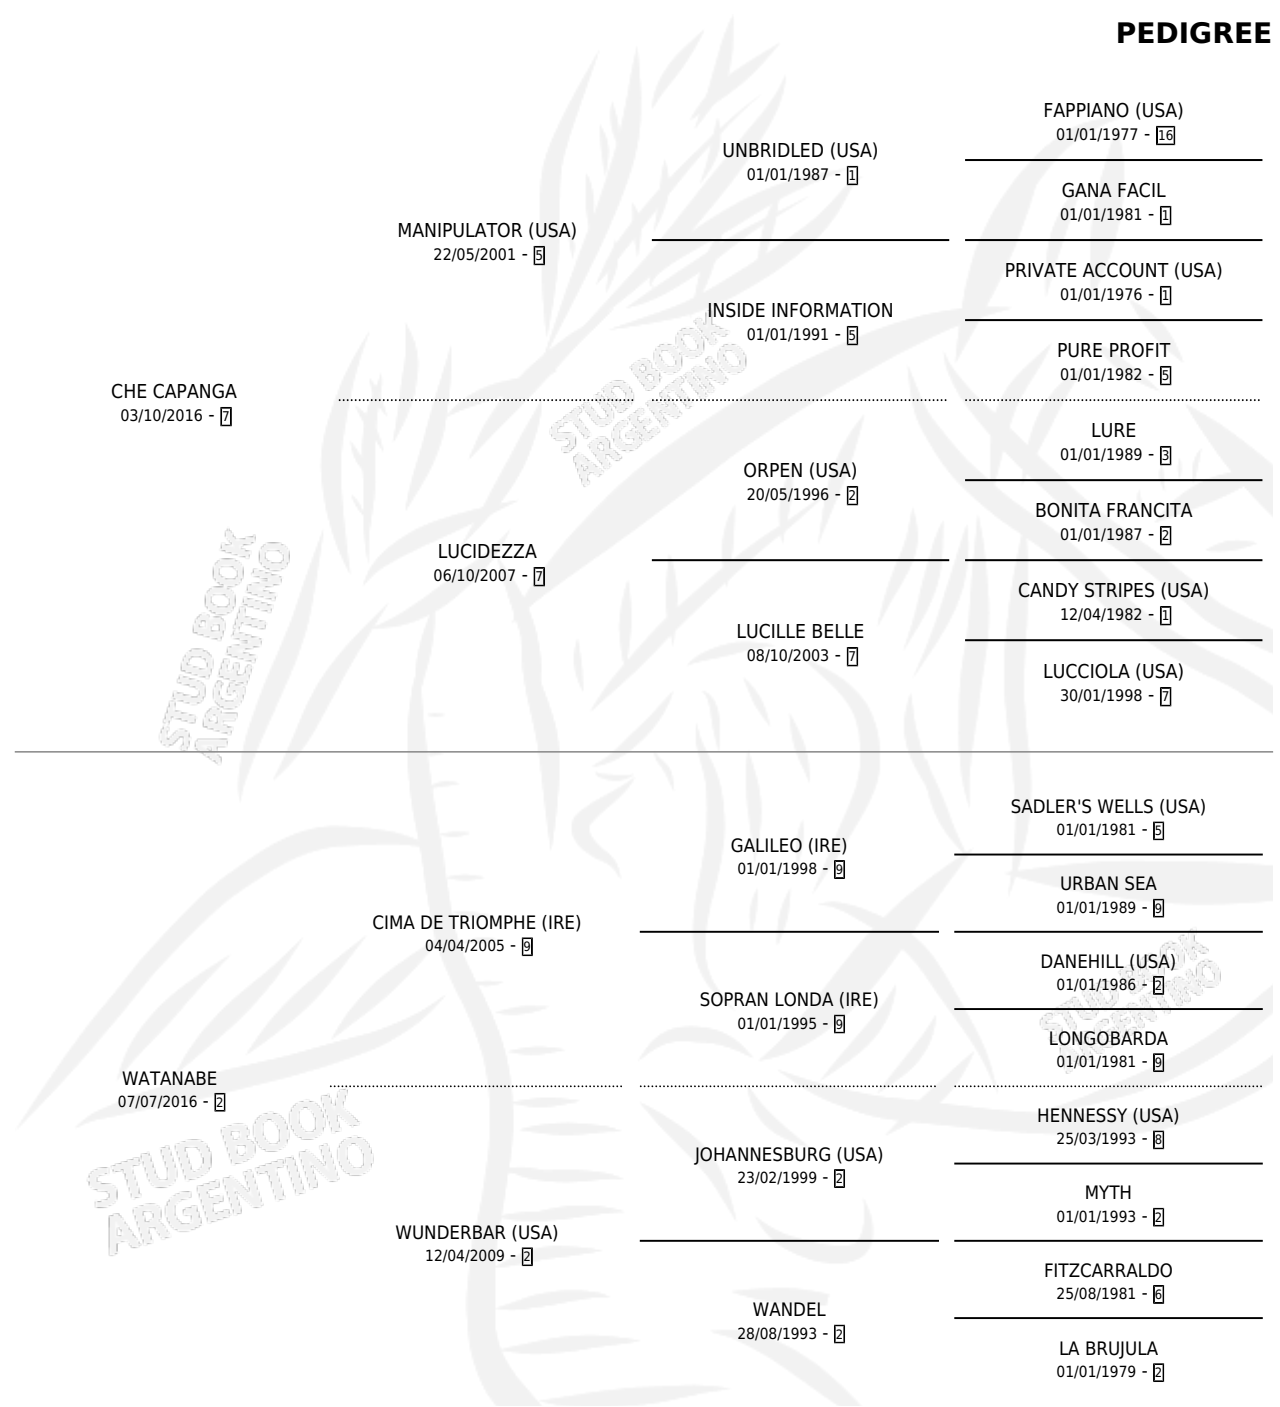 PEDIGREE
FAPPIANO (USA)
01/01/1977 - 16
UNBRIDLED (USA)
01/01/1987 - 1
GANA FACIL
01/01/1981 - 1
MANIPULATOR (USA)
22/05/2001 - 5
PRIVATE ACCOUNT (USA)
01/01/1976 - 1
INSIDE INFORMATION
01/01/1991 - 5
PURE PROFIT
01/01/1982 - 5
CHE CAPANGA
03/10/2016 - 7
LURE
01/01/1989 - 3
ORPEN (USA)
20/05/1996 - 2
BONITA FRANCITA
01/01/1987 - 2
LUCIDEZZA
06/10/2007 - 7
CANDY STRIPES (USA)
12/04/1982 - 1
LUCILLE BELLE
08/10/2003 - 7
LUCCIOLA (USA)
30/01/1998 - 7
SADLER'S WELLS (USA)
01/01/1981 - 5
GALILEO (IRE)
01/01/1998 - 9
URBAN SEA
01/01/1989 - 9
CIMA DE TRIOMPHE (IRE)
04/04/2005 - 9
DANEHILL (USA)
01/01/1986 - 2
SOPRAN LONDA (IRE)
01/01/1995 - 9
LONGOBARDA
01/01/1981 - 9
WATANABE
07/07/2016 - 2
HENNESSY (USA)
25/03/1993 - 8
JOHANNESBURG (USA)
23/02/1999 - 2
MYTH
01/01/1993 - 2
WUNDERBAR (USA)
12/04/2009 - 2
FITZCARRALDO
25/08/1981 - 6
WANDEL
28/08/1993 - 2
LA BRUJULA
01/01/1979 - 2
STUD BOOK
ARGENTINO
STUD BOOK
ARGENTINO
STUD BOOK
ARGENTINO
STUD BOOK
ARGENTINO